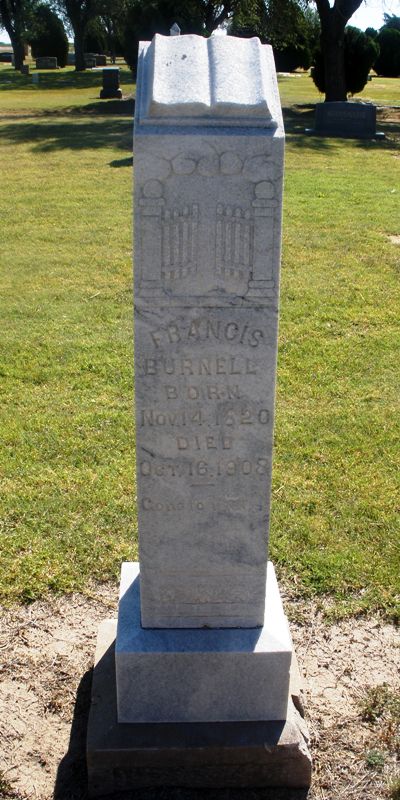 FRANCIS
BURNELL
BORN
Nov. 14, 1820
DIED
Oct. 16, 1908